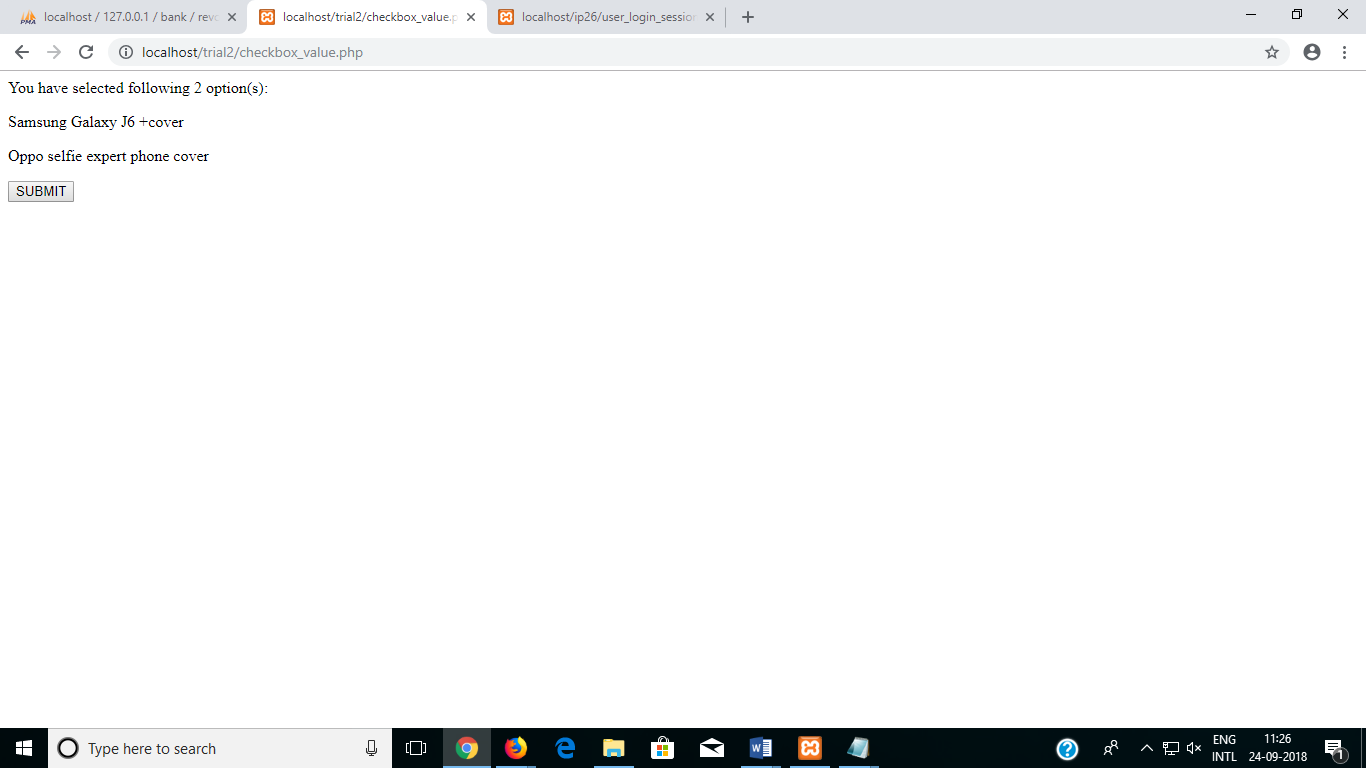 localhost / 127.0.0.1 / bank / revo
localhost/trial2/checkbox_value.p
localhost/ip26/user_login_session
localhost/trial2/checkbox_value.php
You have selected following 2 option(s):
Samsung Galaxy J6 +cover
Oppo selfie expert phone cover
SUBMIT
Type here to search
ENG
INTL
11:26
24-09-2018
1